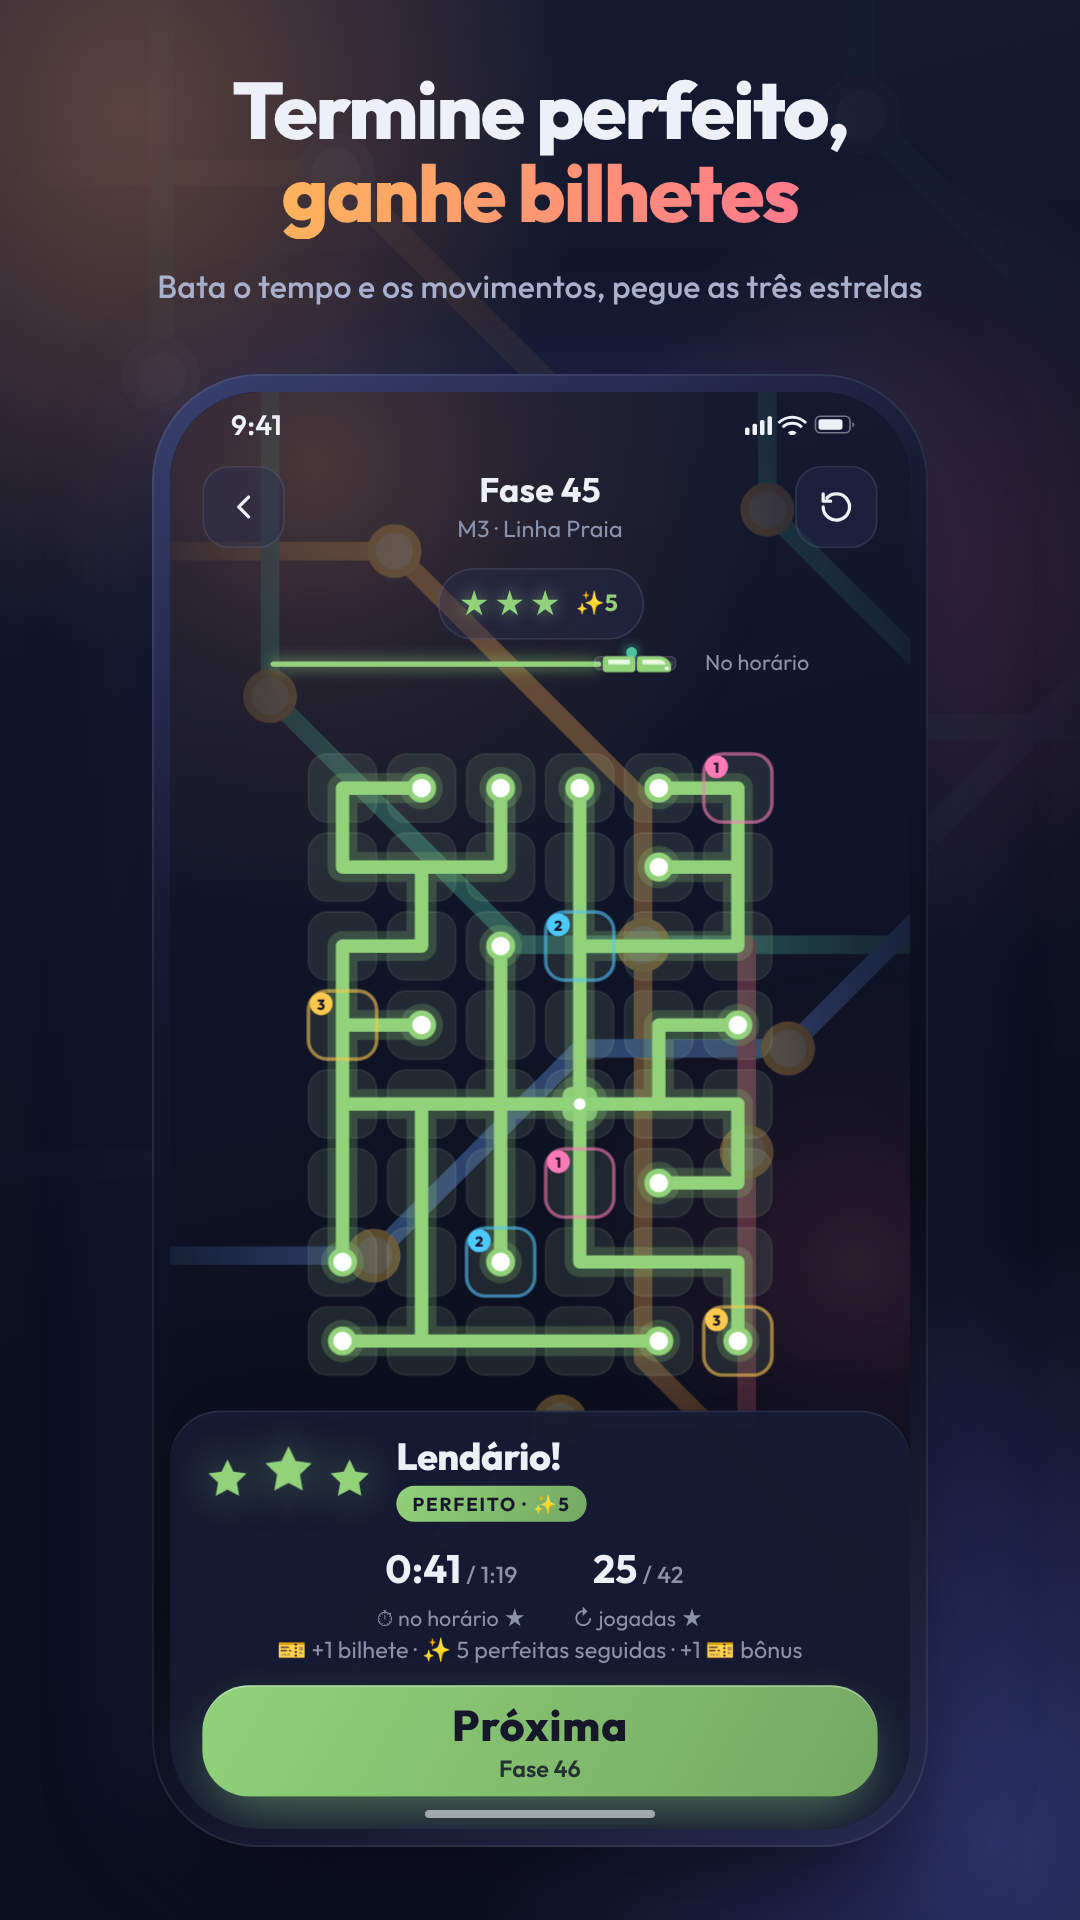 Termine perfeito,
ganhe bilhetes
Bata o tempo e os movimentos, pegue as três estrelas
9:41
Fase 45
M3 · Linha Praia
★ ★ ★ ✨5
No horário
1
2
3
1
2
3
Lendário!
PERFEITO · ✨5
0:41 / 1:19
25 / 42
⏱ no horário ★
↻ jogadas ★
🎫 +1 bilhete · ✨ 5 perfeitas seguidas · +1 🎫 bônus
Próxima
Fase 46